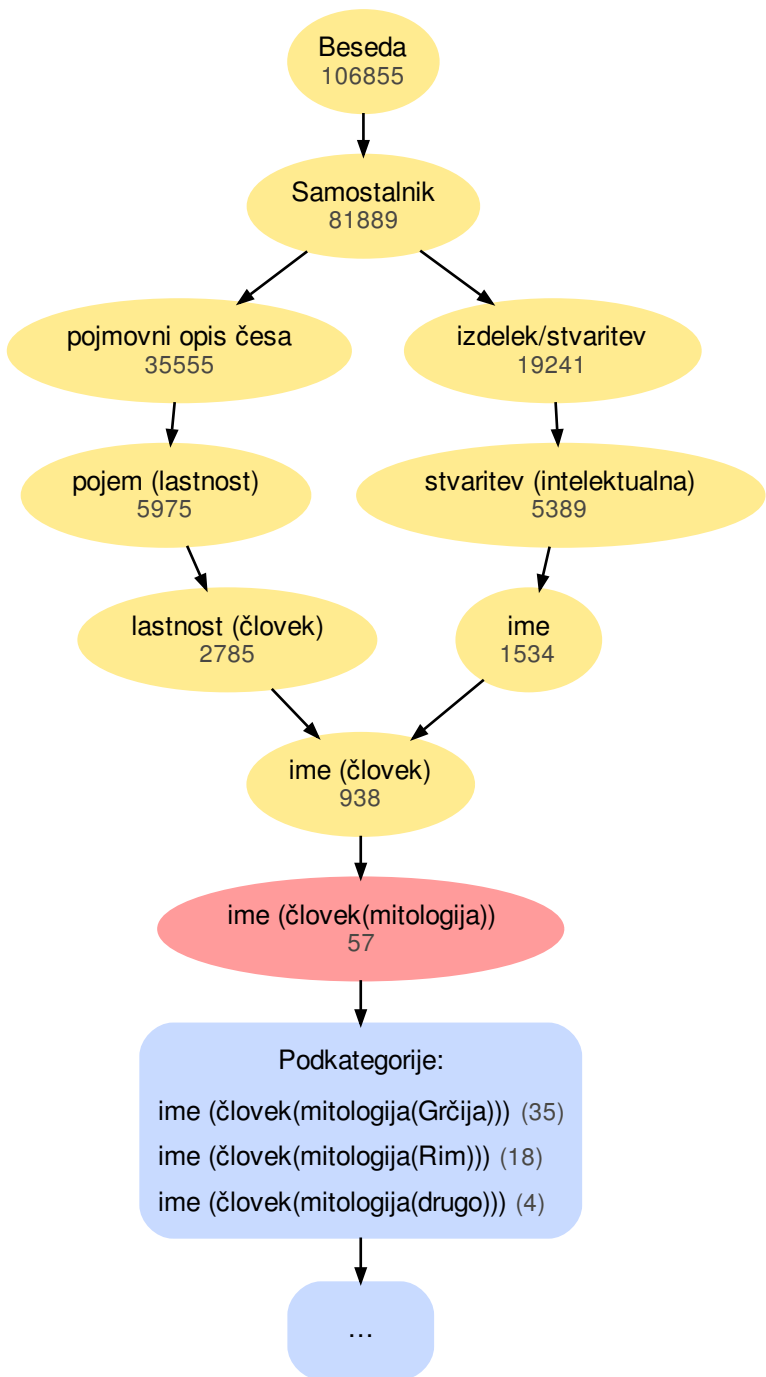 Beseda
106855
Samostalnik
81889
pojmovni opis česa
35555
izdelek/stvaritev
19241
pojem (lastnost)
5975
stvaritev (intelektualna)
5389
lastnost (človek)
2785
ime
1534
ime (človek)
938
ime (človek(mitologija))
57
Podkategorije:
ime (človek(mitologija(Grčija))) (35)
ime (človek(mitologija(Rim))) (18)
ime (človek(mitologija(drugo))) (4)
...